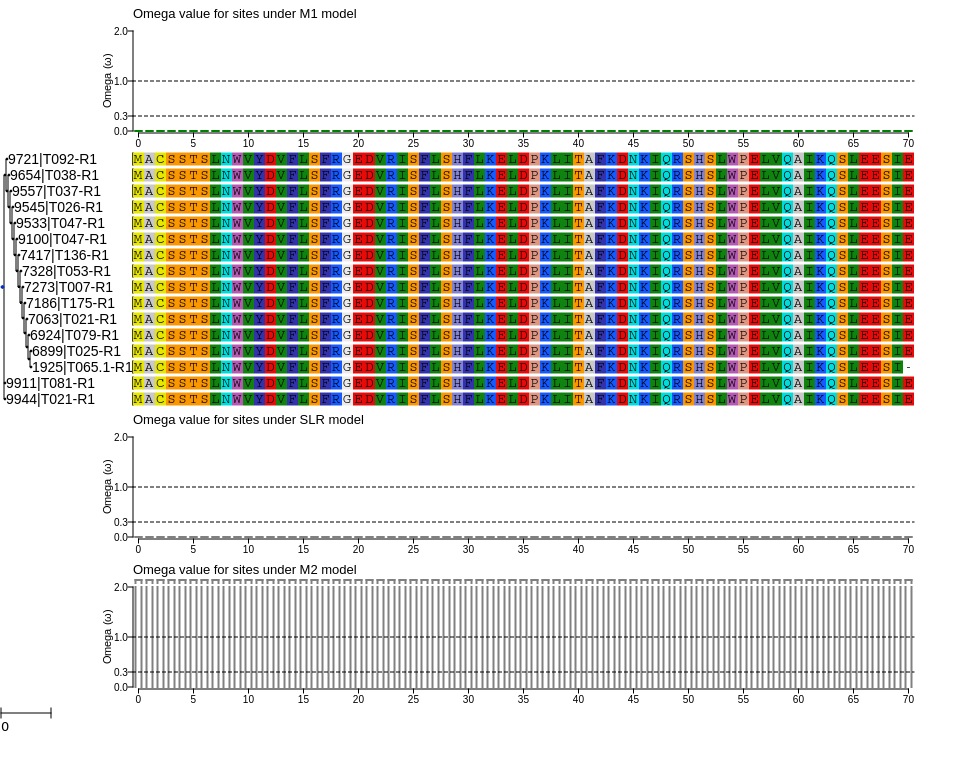 Omega value for sites under M1 model
2.0
1.0
0.3
0.0
Omega (ω)
0 5 10 15 20 25 30 35 40 45 50 55 60 65 70
9721|T092-R1 MACSSTSLNWVYDVFLSFRGEDVRISFLSHFLKELDPKLITAFKDNKIQRSHSLWPELVQAIKQSLEESIE
9654|T038-R1 MACSSTSLNWVYDVFLSFRGEDVRISFLSHFLKELDPKLITAFKDNKIQRSHSLWPELVQAIKQSLEESIE
9557|T037-R1 MACSSTSLNWVYDVFLSFRGEDVRISFLSHFLKELDPKLITAFKDNKIQRSHSLWPELVQAIKQSLEESIE
9545|T026-R1 MACSSTSLNWVYDVFLSFRGEDVRISFLSHFLKELDPKLITAFKDNKIQRSHSLWPELVQAIKQSLEESIE
9533|T047-R1 MACSSTSLNWVYDVFLSFRGEDVRISFLSHFLKELDPKLITAFKDNKIQRSHSLWPELVQAIKQSLEESIE
9100|T047-R1 MACSSTSLNWVYDVFLSFRGEDVRISFLSHFLKELDPKLITAFKDNKIQRSHSLWPELVQAIKQSLEESIE
7417|T136-R1 MACSSTSLNWVYDVFLSFRGEDVRISFLSHFLKELDPKLITAFKDNKIQRSHSLWPELVQAIKQSLEESIE
7328|T053-R1 MACSSTSLNWVYDVFLSFRGEDVRISFLSHFLKELDPKLITAFKDNKIQRSHSLWPELVQAIKQSLEESIE
7273|T007-R1 MACSSTSLNWVYDVFLSFRGEDVRISFLSHFLKELDPKLITAFKDNKIQRSHSLWPELVQAIKQSLEESIE
7186|T175-R1 MACSSTSLNWVYDVFLSFRGEDVRISFLSHFLKELDPKLITAFKDNKIQRSHSLWPELVQAIKQSLEESIE
7063|T021-R1 MACSSTSLNWVYDVFLSFRGEDVRISFLSHFLKELDPKLITAFKDNKIQRSHSLWPELVQAIKQSLEESIE
6924|T079-R1 MACSSTSLNWVYDVFLSFRGEDVRISFLSHFLKELDPKLITAFKDNKIQRSHSLWPELVQAIKQSLEESIE
6899|T025-R1 MACSSTSLNWVYDVFLSFRGEDVRISFLSHFLKELDPKLITAFKDNKIQRSHSLWPELVQAIKQSLEESIE
1925|T065.1-R1 MACSSTSLNWVYDVFLSFRGEDVRISFLSHFLKELDPKLITAFKDNKIQRSHSLWPELVQAIKQSLEESI-
9911|T081-R1 MACSSTSLNWVYDVFLSFRGEDVRISFLSHFLKELDPKLITAFKDNKIQRSHSLWPELVQAIKQSLEESIE
9944|T021-R1 MACSSTSLNWVYDVFLSFRGEDVRISFLSHFLKELDPKLITAFKDNKIQRSHSLWPELVQAIKQSLEESIE
Omega value for sites under SLR model
2.0
1.0
0.3
0.0
Omega (ω)
0 5 10 15 20 25 30 35 40 45 50 55 60 65 70
Omega value for sites under M2 model
2.0
1.0
0.3
0.0
Omega (ω)
0 5 10 15 20 25 30 35 40 45 50 55 60 65 70
0